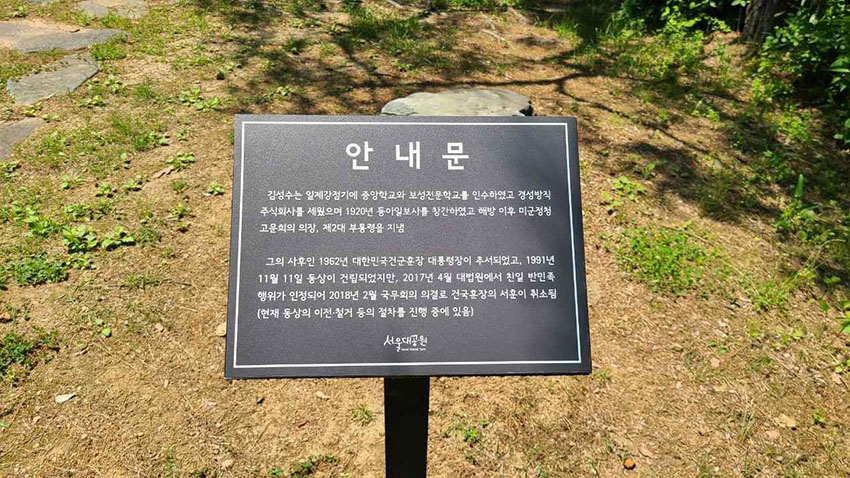 안내문
김성수는 일제강점기에 중앙학교와 보성전문학교를 인수하였고 경성방직
주식회사를 세웠으며 1920년 동아일보사를 창간하였고 해방 이후 미군정청
고문회의 의장, 제2대 부통령을 지냄
그의 사후인 1962년 대한민국건군훈장 대통령장이 추서되었고, 1991년
11월 11일 동상이 건립되었지만, 2017년 4월 대법원에서 친일 반민족
행위가 인정되어 2018년 2월 국무회의 의결로 건국훈장의 서훈이 취소됨
(현재 동상의 이전·철거 등의 절차를 진행 중에 있음)
서울대공원
Seoul Grand Park